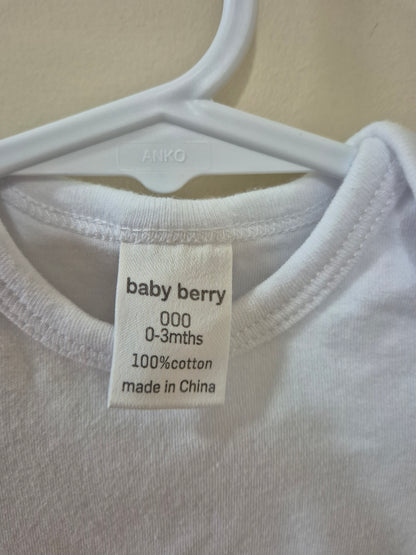 ANKO
baby berry
000
0-3mths
100%cotton
made in China